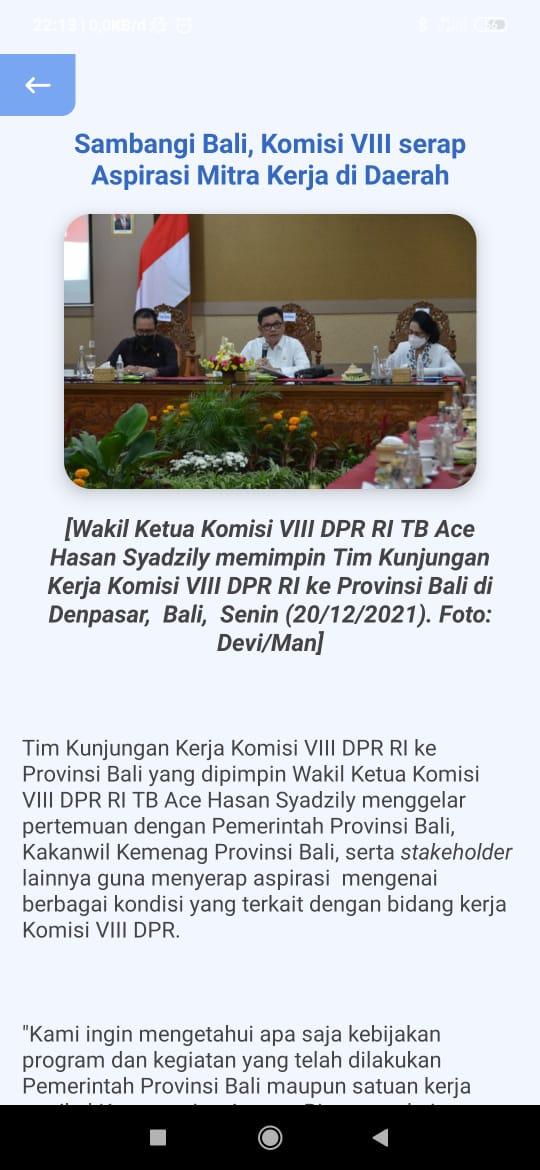 22:13 | 0,0KB/d
56
Sambangi Bali, Komisi VIII serap
Aspirasi Mitra Kerja di Daerah
[Wakil Ketua Komisi VIII DPR RI TB Ace
Hasan Syadzily memimpin Tim Kunjungan
Kerja Komisi VIII DPR RI ke Provinsi Bali di
Denpasar,  Bali,  Senin (20/12/2021). Foto:
Devi/Man]
Tim Kunjungan Kerja Komisi VIII DPR RI ke
Provinsi Bali yang dipimpin Wakil Ketua Komisi
VIII DPR RI TB Ace Hasan Syadzily menggelar
pertemuan dengan Pemerintah Provinsi Bali,
Kakanwil Kemenag Provinsi Bali, serta stakeholder
lainnya guna menyerap aspirasi  mengenai
berbagai kondisi yang terkait dengan bidang kerja
Komisi VIII DPR.
"Kami ingin mengetahui apa saja kebijakan
program dan kegiatan yang telah dilakukan
Pemerintah Provinsi Bali maupun satuan kerja